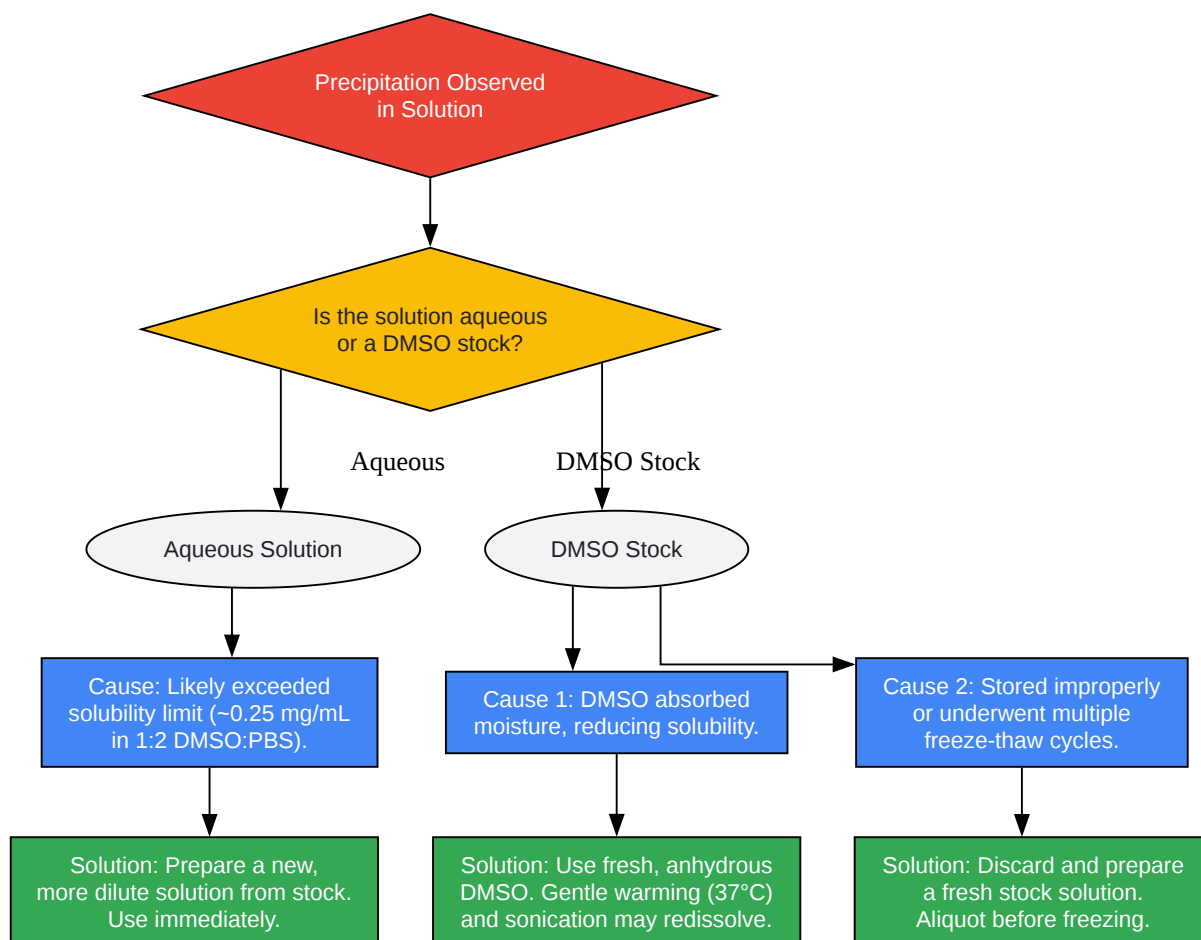 Precipitation Observed
in Solution
Is the solution aqueous
or a DMSO stock?
Aqueous
DMSO Stock
Aqueous Solution
DMSO Stock
Cause: Likely exceeded
solubility limit (~0.25 mg/mL
in 1:2 DMSO:PBS).
Cause 1: DMSO absorbed
moisture, reducing solubility.
Cause 2: Stored improperly
or underwent multiple
freeze-thaw cycles.
Solution: Prepare a new,
more dilute solution from stock.
Use immediately.
Solution: Use fresh, anhydrous
DMSO. Gentle warming (37°C)
and sonication may redissolve.
Solution: Discard and prepare
a fresh stock solution.
Aliquot before freezing.